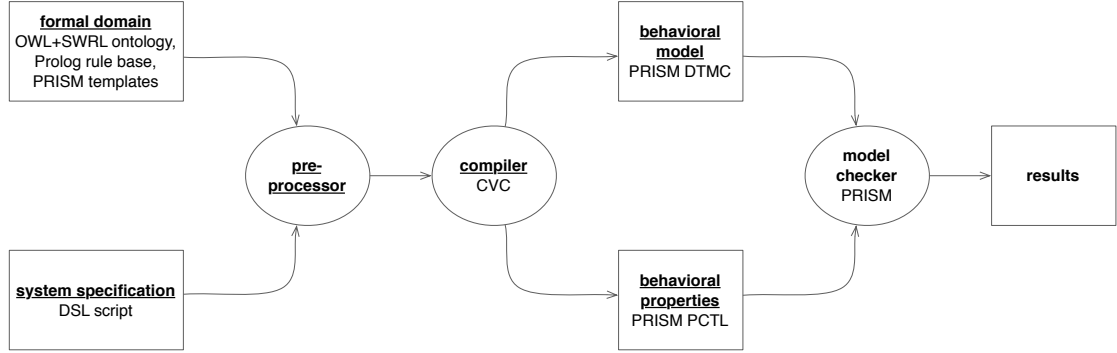 formal domain
OWL+SWRL ontology,
Prolog rule base,
PRISM templates
system specification
DSL script
pre-
processor
compiler
CVC
behavioral
model
PRISM DTMC
behavioral
properties
PRISM PCTL
model
checker
PRISM
results